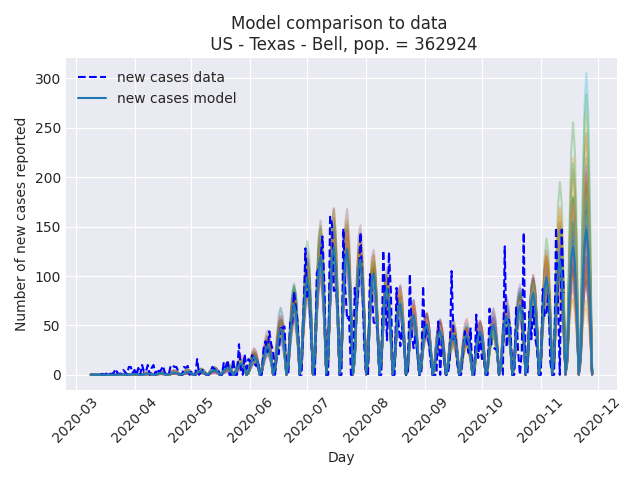 Model comparison to data
US - Texas - Bell, pop. = 362924
new cases data
new cases model
Number of new cases reported
300
250
200
150
100
50
0
2020-03
2020-04
2020-05
2020-06
2020-07
2020-08
2020-09
2020-10
2020-11
2020-12
Day